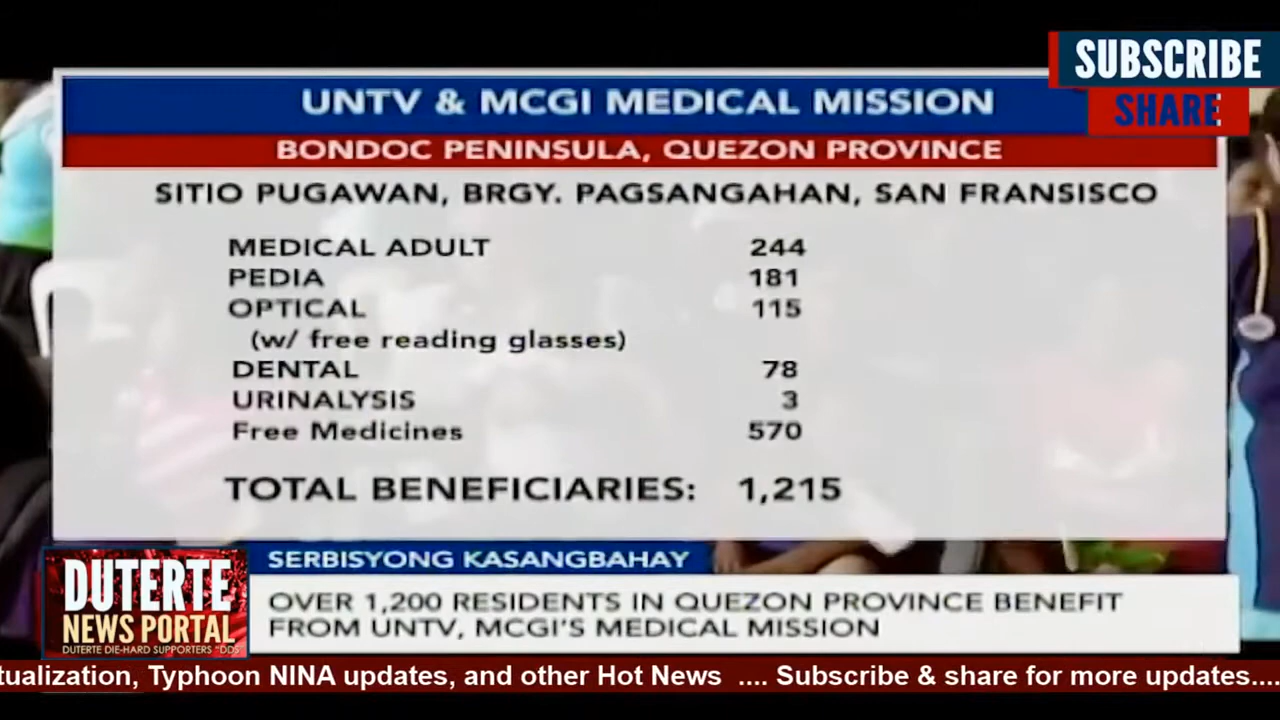 SUBSCRIBE
SHARE
UNTV & MCGI MEDICAL MISSION
BONDOC PENINSULA, QUEZON PROVINCE
SITIO PUGAWAN, BRGY. PAGSANGAHAN, SAN FRANSISCO
MEDICAL ADULT 244
PEDIA 181
OPTICAL 115
(w/ free reading glasses)
DENTAL 78
URINALYSIS 3
Free Medicines 570
TOTAL BENEFICIARIES: 1,215
SERBISYONG KASANGBAHAY
OVER 1,200 RESIDENTS IN QUEZON PROVINCE BENEFIT
FROM UNTV, MCGI'S MEDICAL MISSION
DUTERTE
NEWS PORTAL
DUTERTE DIE-HARD SUPPORTERS "DDS"
tualization, Typhoon NINA updates, and other Hot News .... Subscribe & share for more updates....